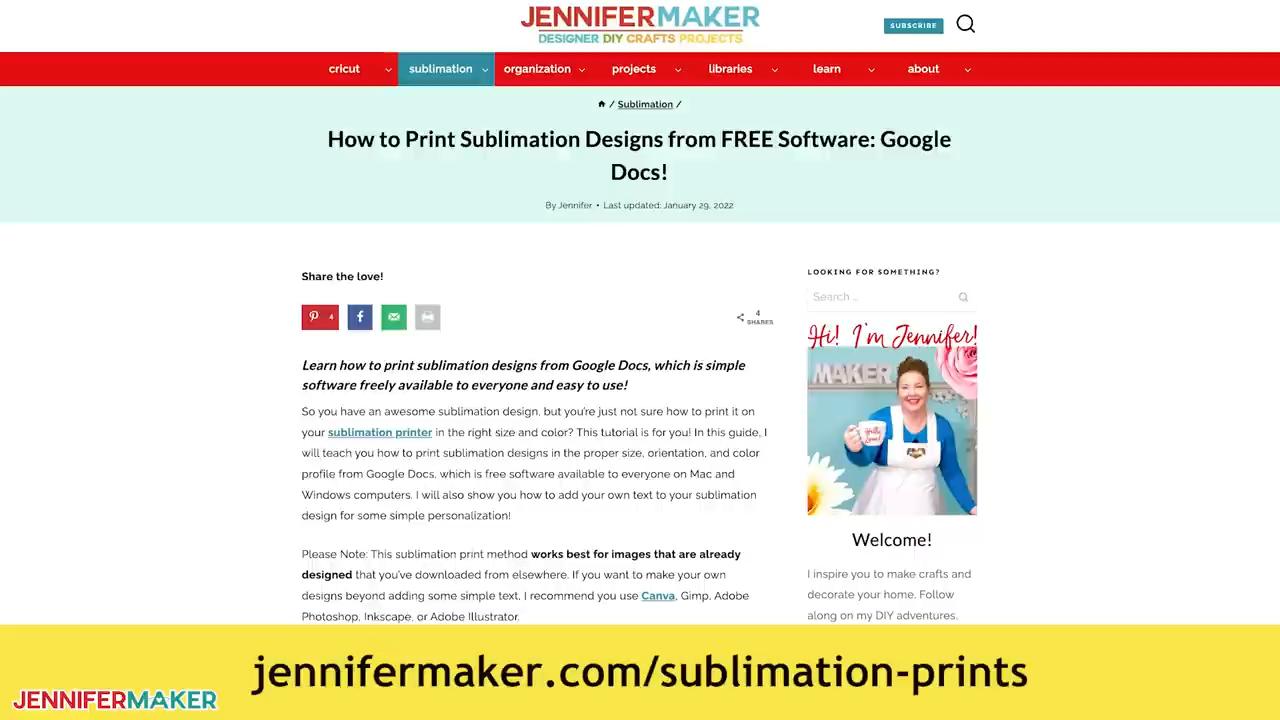 JENNIFERMAKER
DESIGNER DIY CRAFTS PROJECTS
SUBSCRIBE
cricut
sublimation
organization
projects
libraries
learn
about
/ Sublimation /
How to Print Sublimation Designs from FREE Software: Google
Docs!
By Jennifer • Last updated: January 29, 2022
Share the love!
4
4
SHARES
Learn how to print sublimation designs from Google Docs, which is simple
software freely available to everyone and easy to use!
So you have an awesome sublimation design, but you're just not sure how to print it on
your sublimation printer in the right size and color? This tutorial is for you! In this guide, I
will teach you how to print sublimation designs in the proper size, orientation, and color
profile from Google Docs, which is free software available to everyone on Mac and
Windows computers. I will also show you how to add your own text to your sublimation
design for some simple personalization!
Please Note: This sublimation print method works best for images that are already
designed that you've downloaded from elsewhere. If you want to make your own
designs beyond adding some simple text, I recommend you use Canva, Gimp, Adobe
Photoshop, Inkscape, or Adobe Illustrator.
LOOKING FOR SOMETHING?
Search ...
Hi! I'm Jennifer!
MAKER
Welcome!
I inspire you to make crafts and
decorate your home. Follow
along on my DIY adventures,
jennifermaker.com/sublimation-prints
JENNIFERMAKER